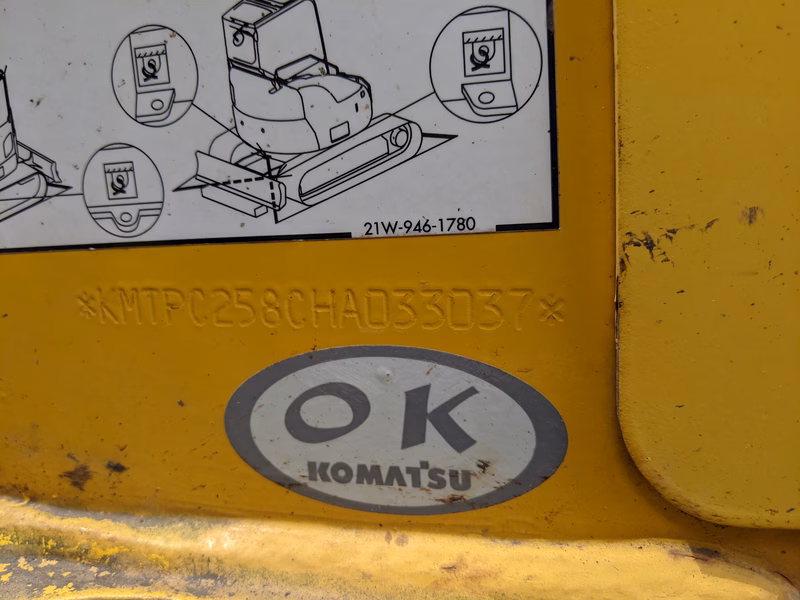 21W-946-1780
*KMTPC258CHA033037*
OK
KOMATSU